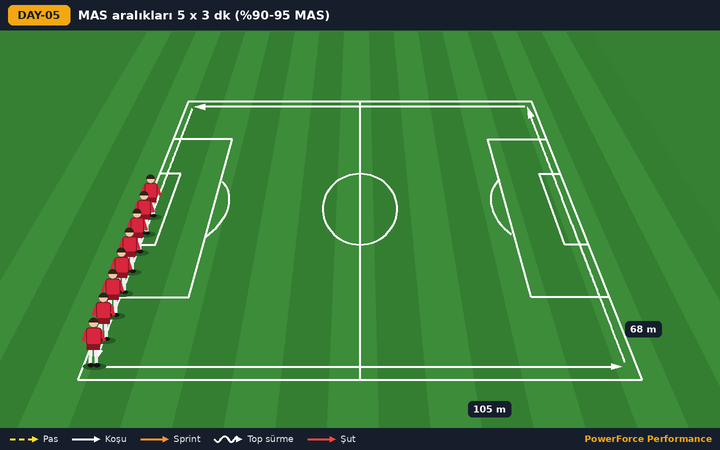 DAY-05 MAS aralıkları 5 x 3 dk (%90-95 MAS)
68 m
105 m
Pas Koşu Sprint Top sürme Şut PowerForce Performance